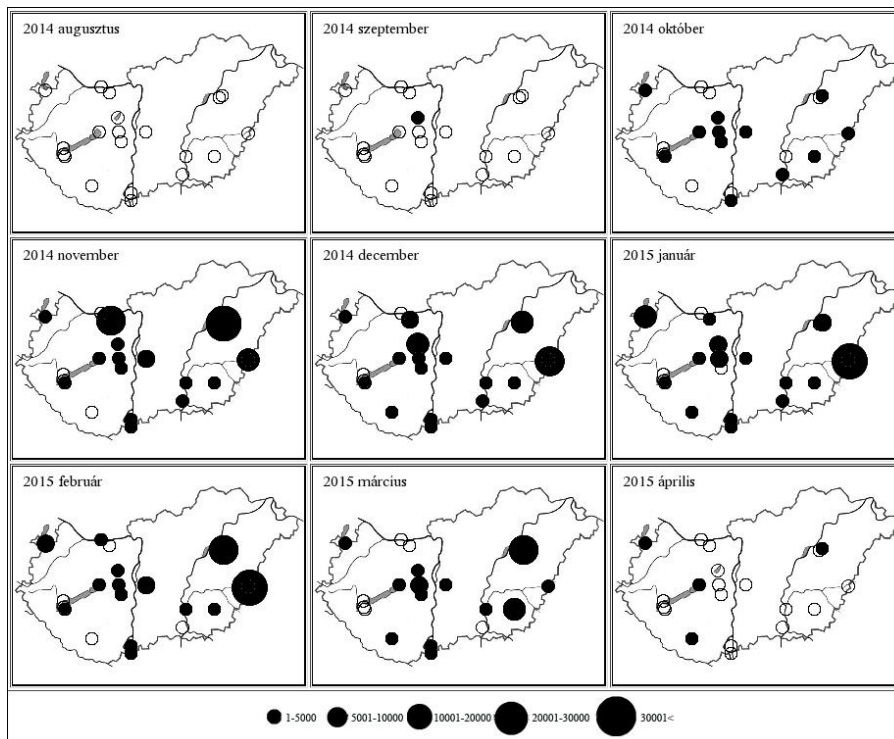 2014 augusztus
2014 szeptember
2014 október
2014 november
2014 december
2015 január
2015 február
2015 március
2015 április
1-5000 5001-10000 10001-20000 20001-30000 30001<